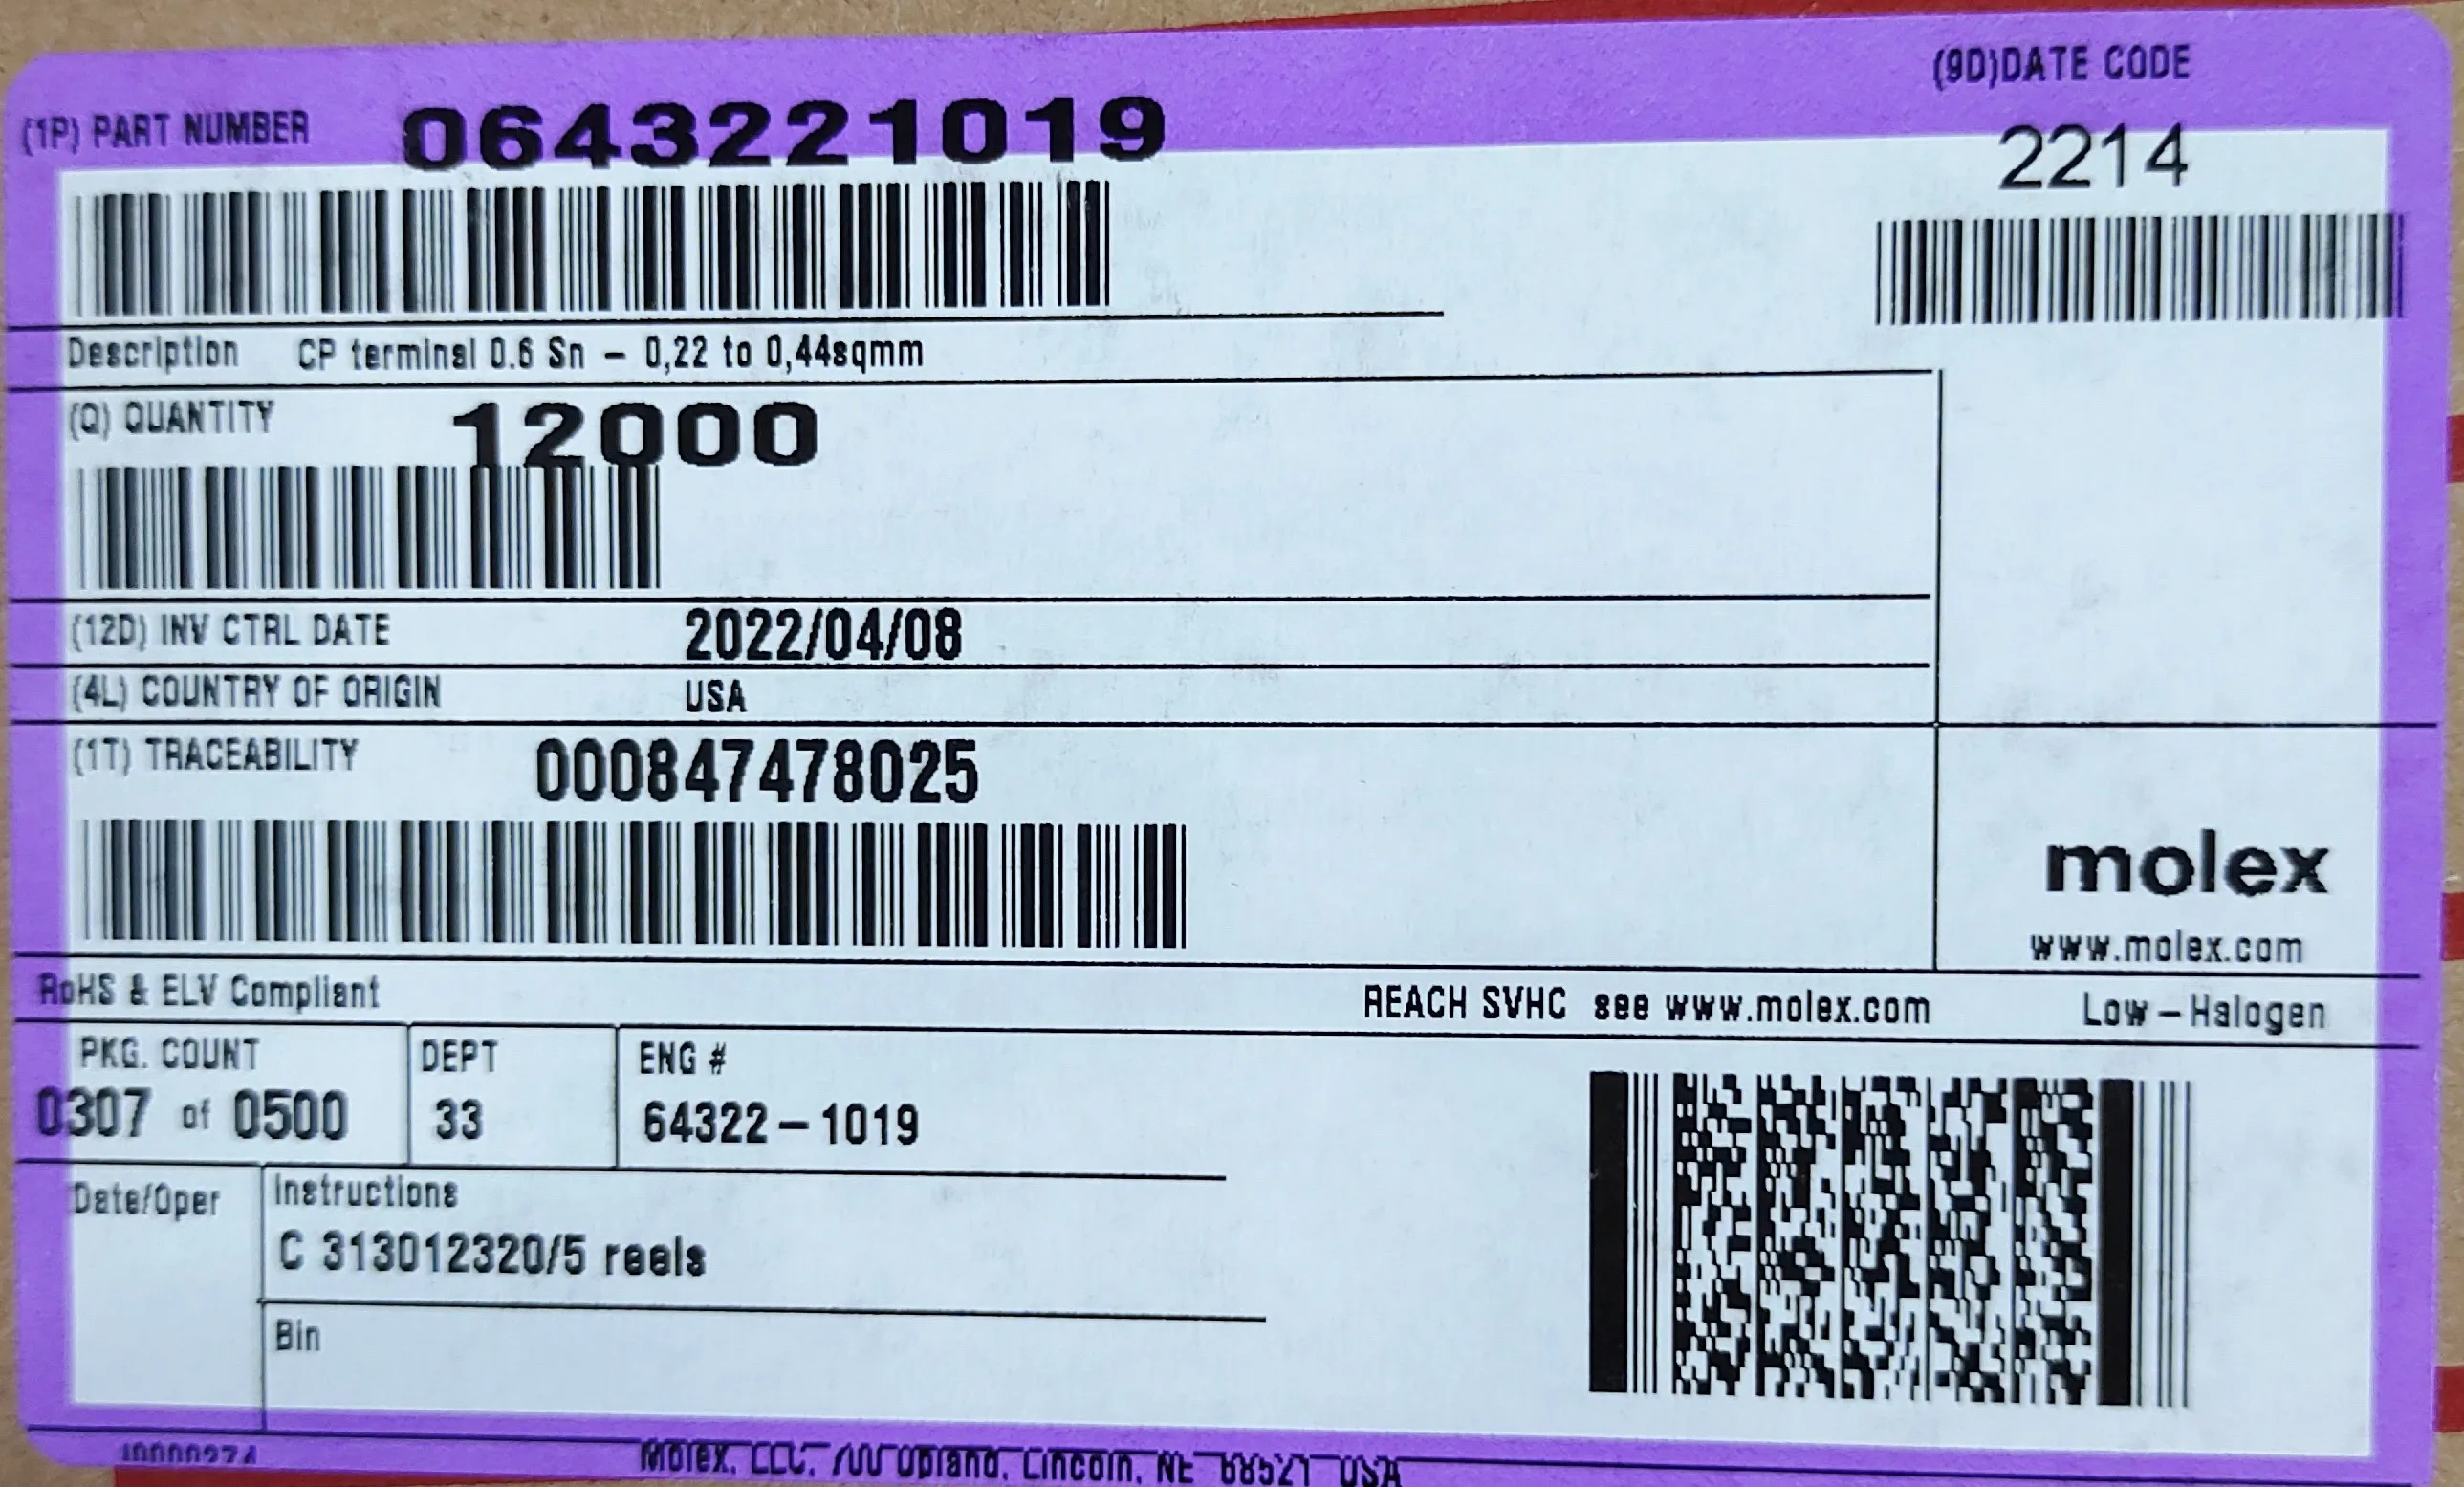 (9D)DATE CODE
(1P) PART NUMBER 0643221019
2214
Description CP terminal 0.6 Sn - 0,22 to 0,44sqmm
(Q) QUANTITY 12000
(12D) INV CTRL DATE 2022/04/08
(4L) COUNTRY OF ORIGIN USA
(1T) TRACEABILITY 000847478025
molex
www.molex.com
RoHS & ELV Compliant REACH SVHC see www.molex.com Low-Halogen
PKG. COUNT DEPT ENG #
0307 of 0500 33 64322-1019
Date/Oper Instructions
C 313012320/5 reels
Bin
Molex, LLC, 700 Upland, Lincoln, NE 68521 USA